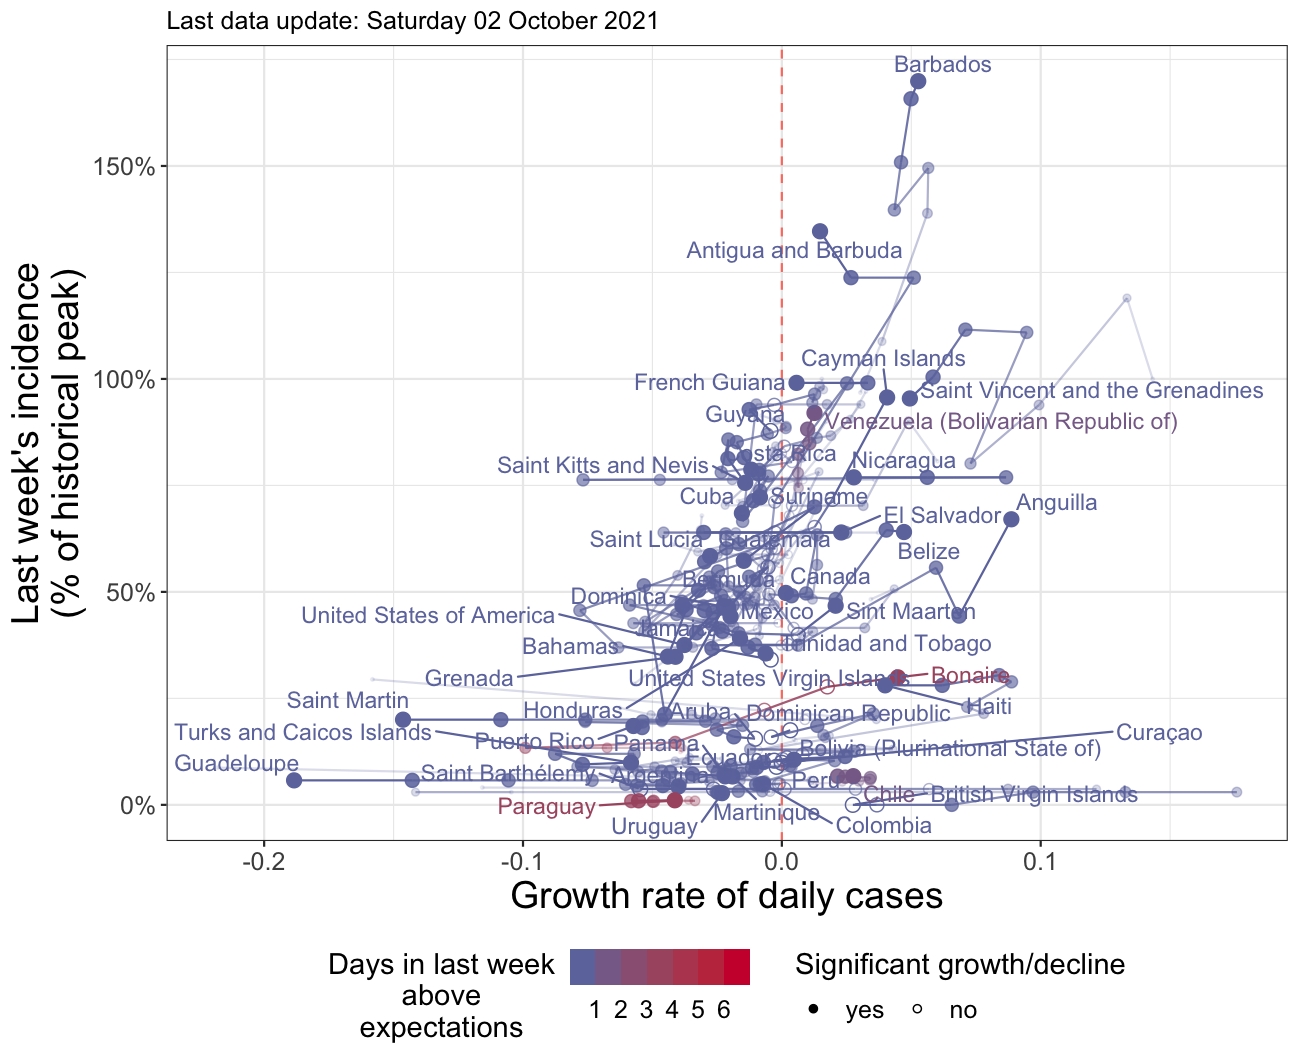 Last data update: Saturday 02 October 2021
Last week's incidence
(% of historical peak)
150%
100%
50%
0%
Barbados
Antigua and Barbuda
Cayman Islands
French Guiana
Saint Vincent and the Grenadines
Guyana
Venezuela (Bolivarian Republic of)
Costa Rica
Saint Kitts and Nevis
Nicaragua
Cuba
Suriname
Anguilla
El Salvador
Saint Lucia
Guatemala
Belize
Bermuda
Canada
Dominica
United States of America
Mexico
Sint Maarten
Jamaica
Bahamas
Trinidad and Tobago
Grenada
United States Virgin Islands
Bonaire
Saint Martin
Honduras
Aruba
Dominican Republic
Haiti
Turks and Caicos Islands
Puerto Rico
Panama
Curaçao
Ecuador
Bolivia (Plurinational State of)
Guadeloupe
Saint Barthélemy
Argentina
Peru
Chile
British Virgin Islands
Paraguay
Martinique
Uruguay
Colombia
-0.2
-0.1
0.0
0.1
Growth rate of daily cases
Days in last week
above
expectations
1 2 3 4 5 6
Significant growth/decline
yes
no